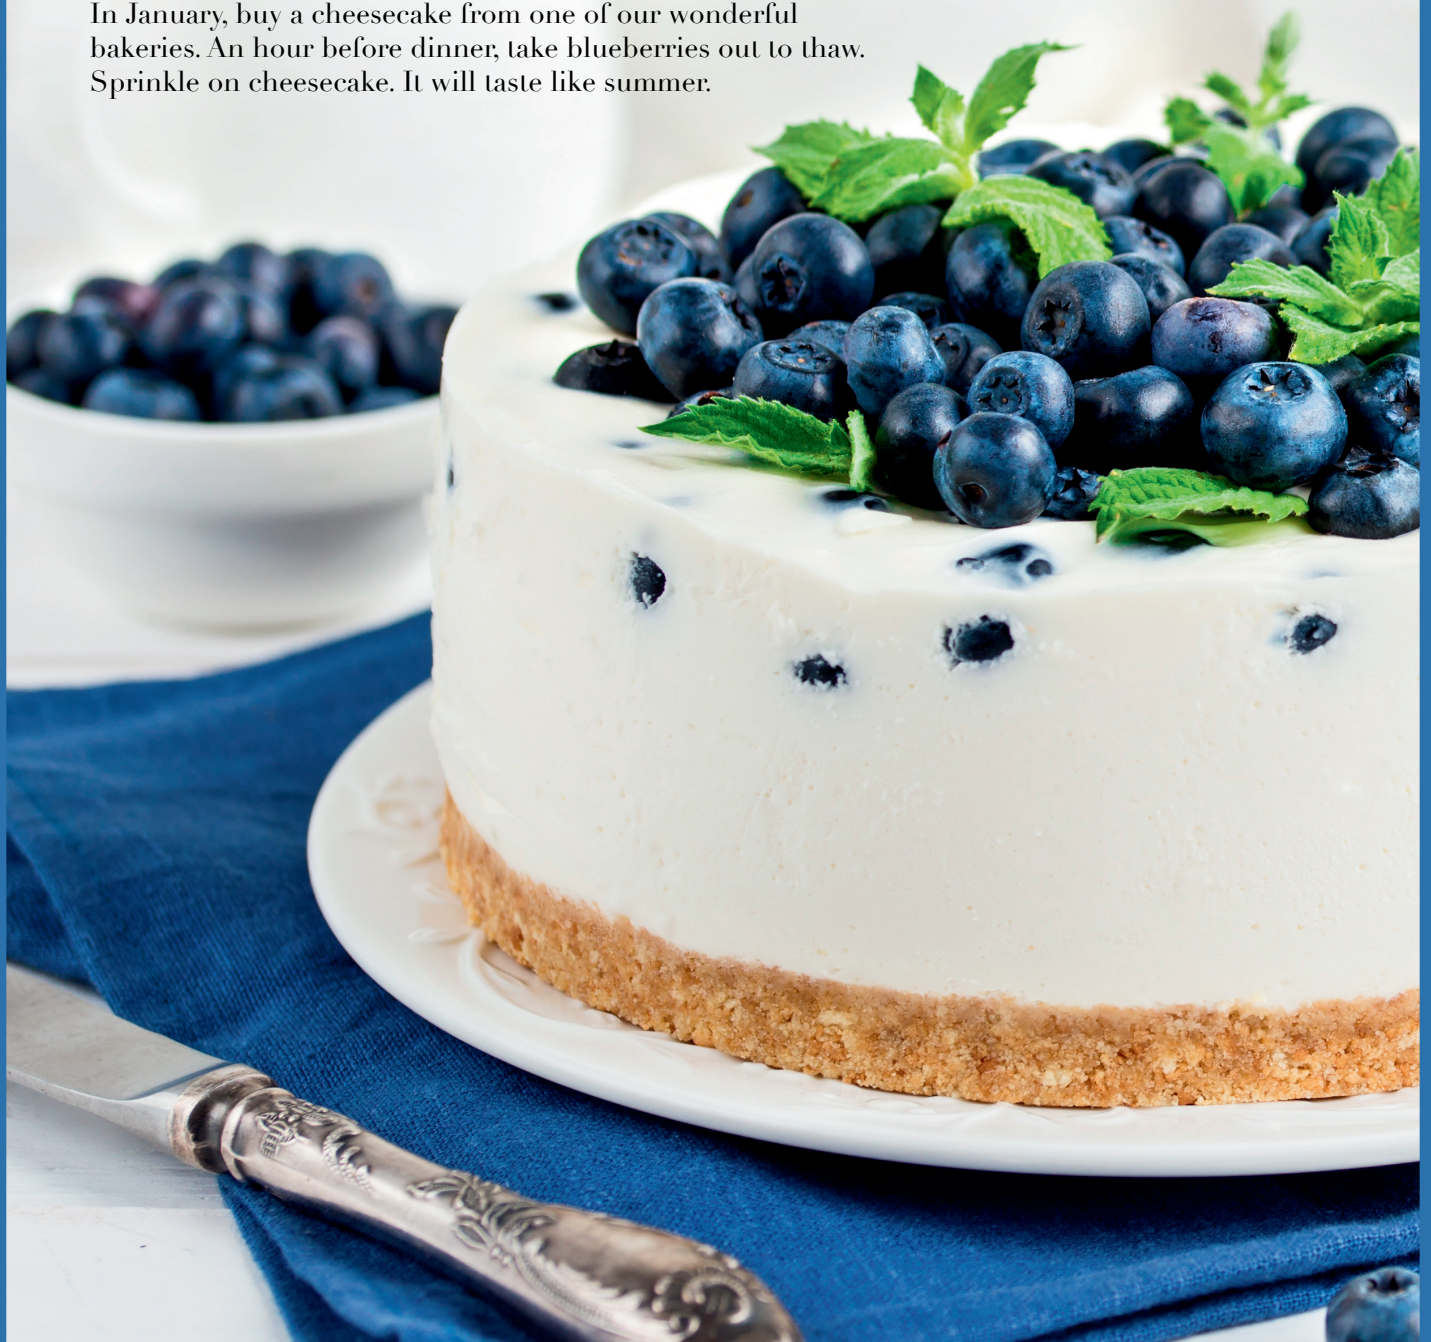 In January, buy a cheesecake from one of our wonderful
bakeries. An hour before dinner, take blueberries out to thaw.
Sprinkle on cheesecake. It will taste like summer.